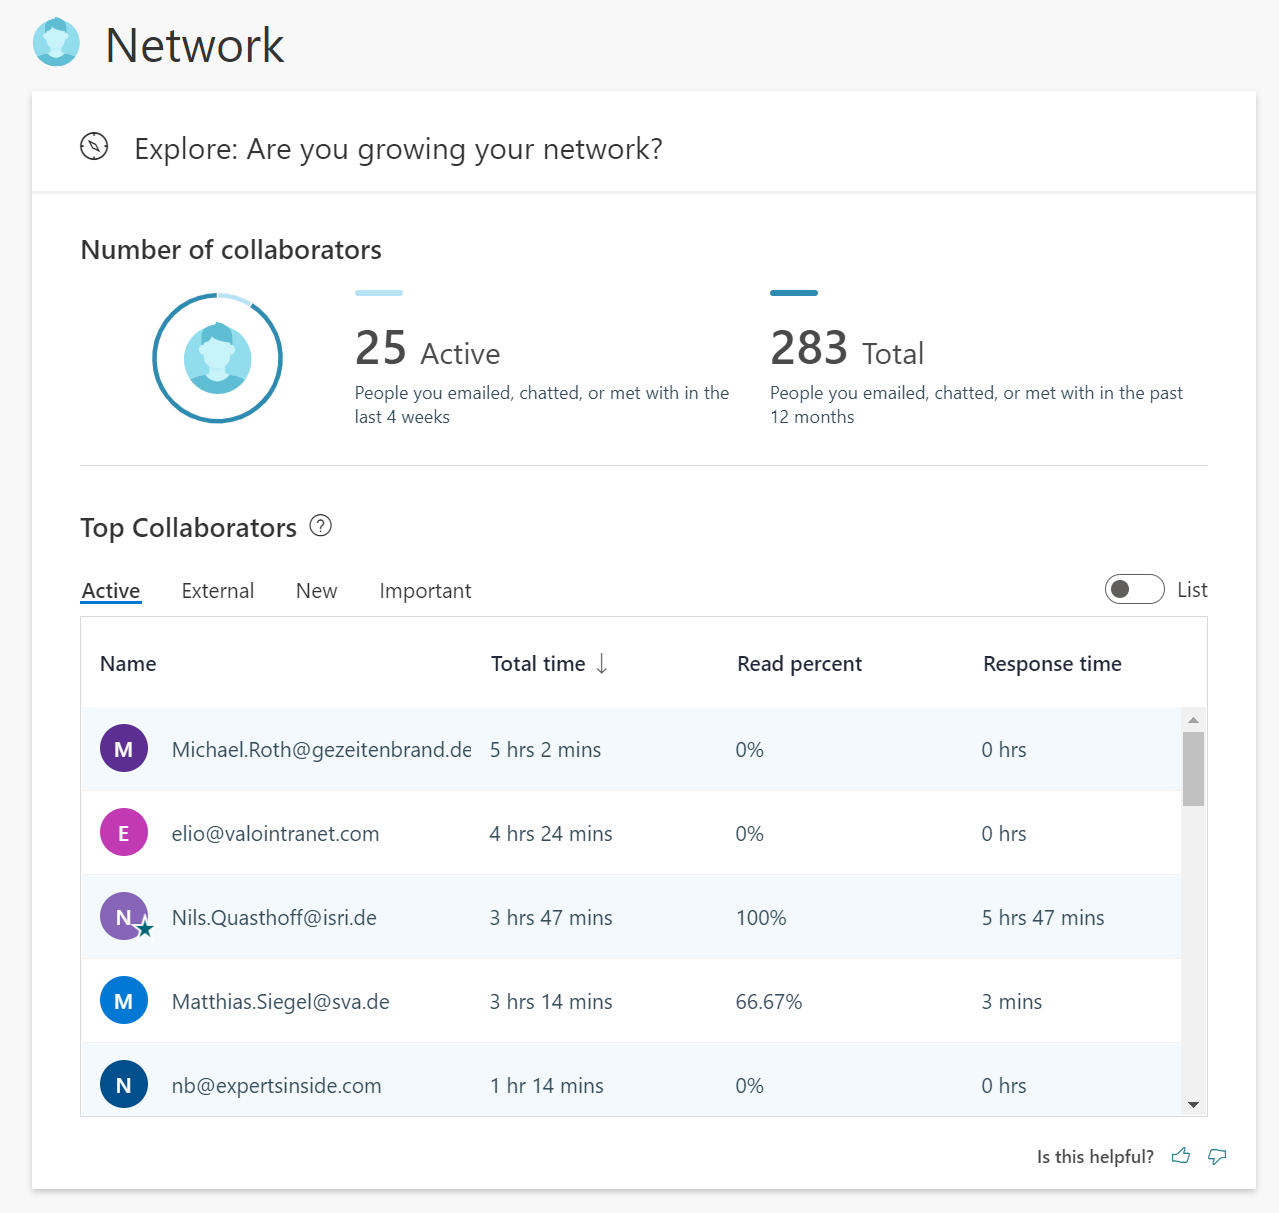 Network
Explore: Are you growing your network?
Number of collaborators
25 Active
People you emailed, chatted, or met with in the
last 4 weeks
283 Total
People you emailed, chatted, or met with in the past
12 months
Top Collaborators ?
Active External New Important List
Name Total time ↓ Read percent Response time
M Michael.Roth@gezeitenbrand.de 5 hrs 2 mins 0% 0 hrs
E elio@valointranet.com 4 hrs 24 mins 0% 0 hrs
N Nils.Quasthoff@isri.de 3 hrs 47 mins 100% 5 hrs 47 mins
M Matthias.Siegel@sva.de 3 hrs 14 mins 66.67% 3 mins
N nb@expertsinside.com 1 hr 14 mins 0% 0 hrs
Is this helpful?